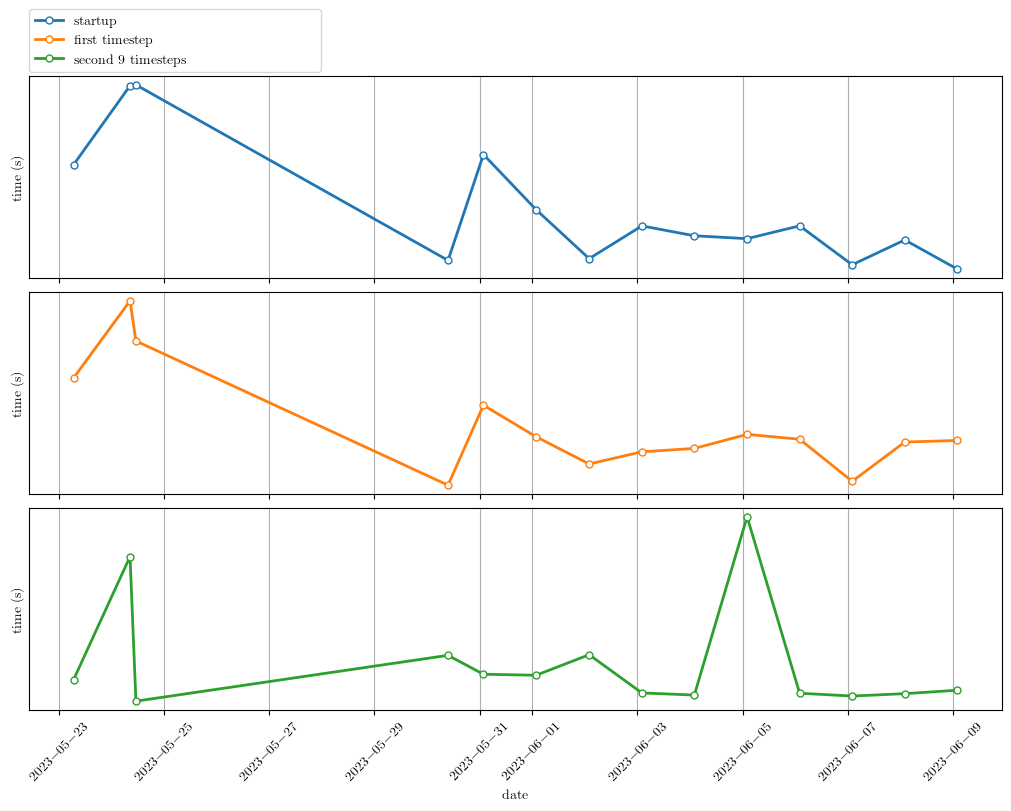 startup
first timestep
second 9 timesteps
time (s)
time (s)
time (s)
2023−05−23
2023−05−25
2023−05−27
2023−05−29
2023−05−31
2023−06−01
2023−06−03
2023−06−05
2023−06−07
2023−06−09
date